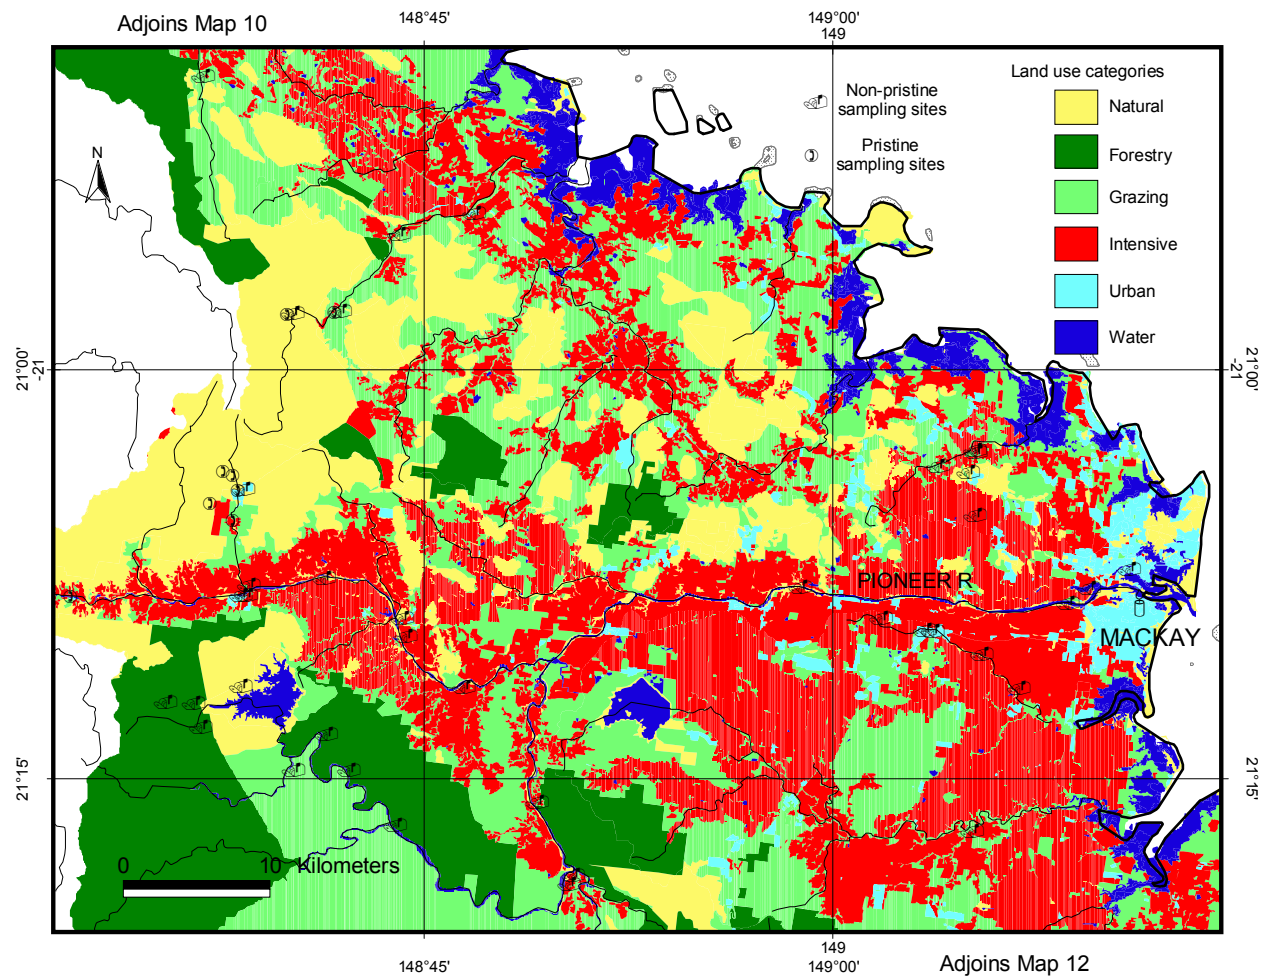 Adjoins Map 10
148°45'
149°00'
149
Land use categories
Non-pristine
sampling sites
Pristine
sampling sites
Natural
Forestry
Grazing
Intensive
Urban
Water
N
21°00'
-21
21°00'
-21
PIONEER R
MACKAY
21°15'
21°15'
0
10
Kilometers
148°45'
149
149°00'
Adjoins Map 12